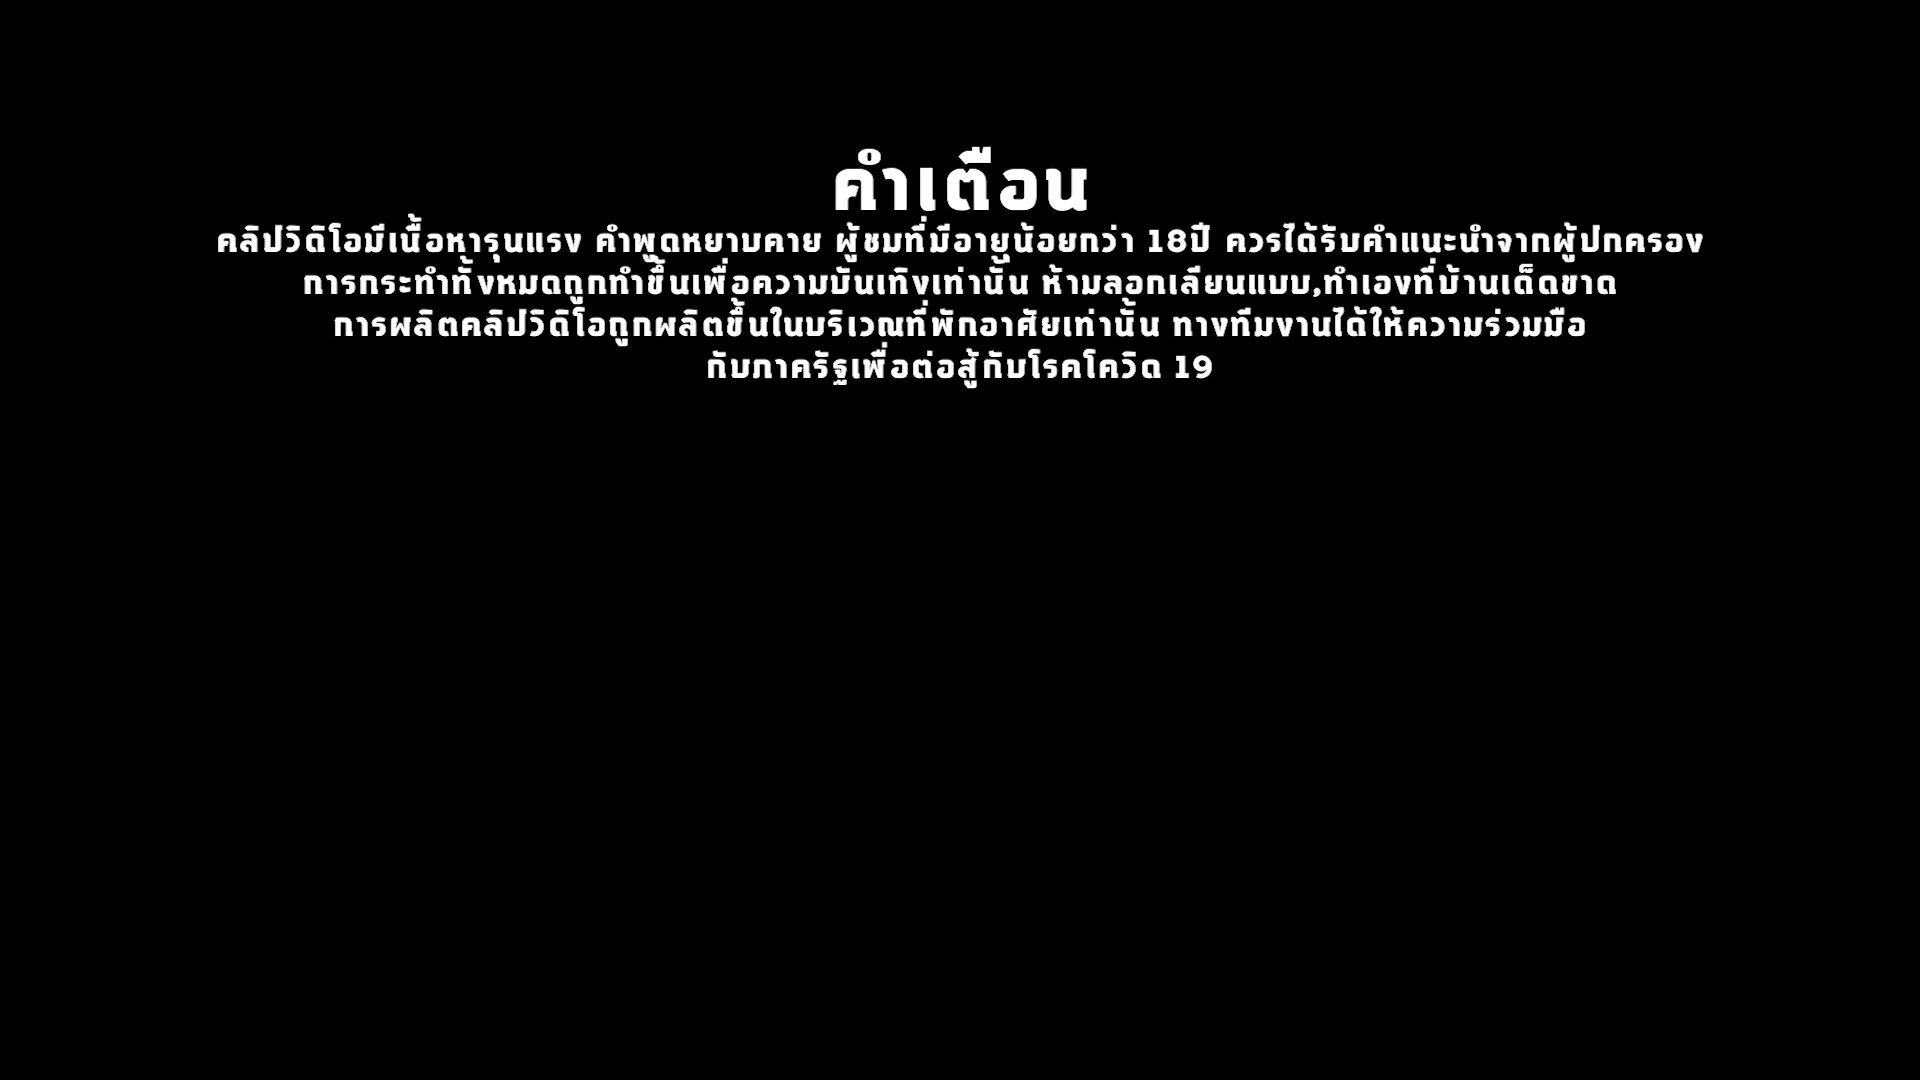 คำเตือน
คลิปวิดิโอมีเนื้อหารุนแรง คำพูดหยาบคาย ผู้ชมที่มีอายุน้อยกว่า 18ปี ควรได้รับคำแนะนำจากผู้ปกครอง
การกระทำทั้งหมดถูกทำขึ้นเพื่อความบันเทิงเท่านั้น ห้ามลอกเลียนแบบ,ทำเองที่บ้านเด็ดขาด
การผลิตคลิปวิดิโอถูกผลิตขึ้นในบริเวณที่พักอาศัยเท่านั้น ทางทีมงานได้ให้ความร่วมมือ
กับภาครัฐเพื่อต่อสู้กับโรคโควิด 19